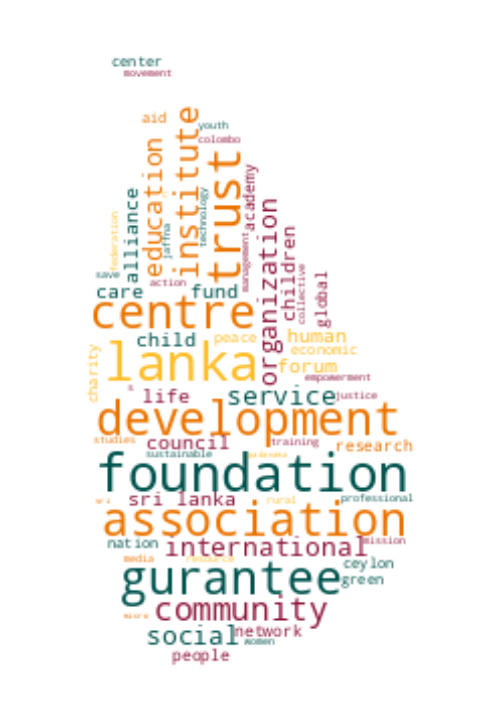 center
movement
aid
institute
youth
colombo
education
trust
academy
alliance
technology
federation
jaffna
organization
children
management
collective
global
save
action
care
fund
centre
child
peace
human
economic
lanka
forum
charity
empowerment
s
life
service
justice
development
studies
council
training
research
sustainable
foundation
sri lanka
rural
professional
association
nation
international
mission
media
resource
ceylon
gurantee
green
community
micro
social
network
women
people